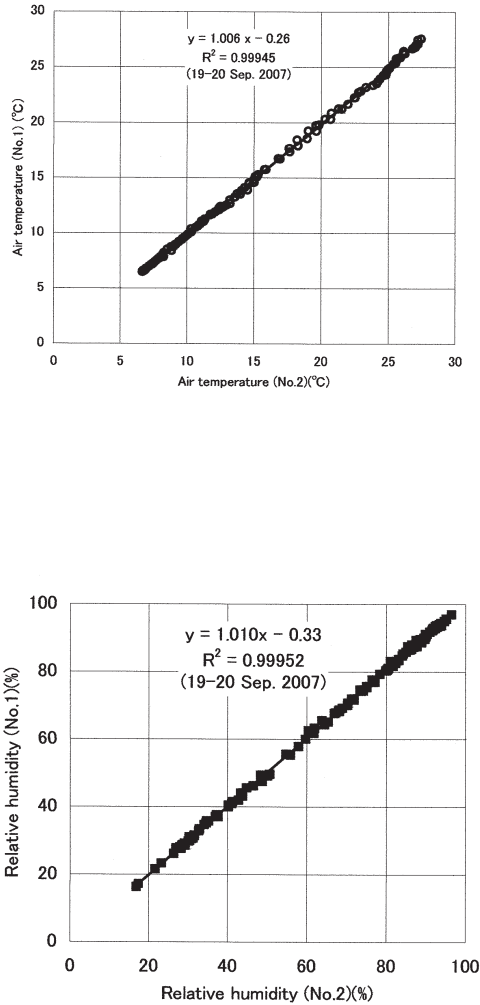 30
25
20
15
10
5
0
y = 1.006 x − 0.26
R² = 0.99945
(19-20 Sep. 2007)
Air temperature (No.1) (°C)
0 5 10 15 20 25 30
Air temperature (No.2)(°C)
100
80
60
40
20
0
y = 1.010x − 0.33
R² = 0.99952
(19-20 Sep. 2007)
Relative humidity (No.1)(%)
0 20 40 60 80 100
Relative humidity (No.2)(%)